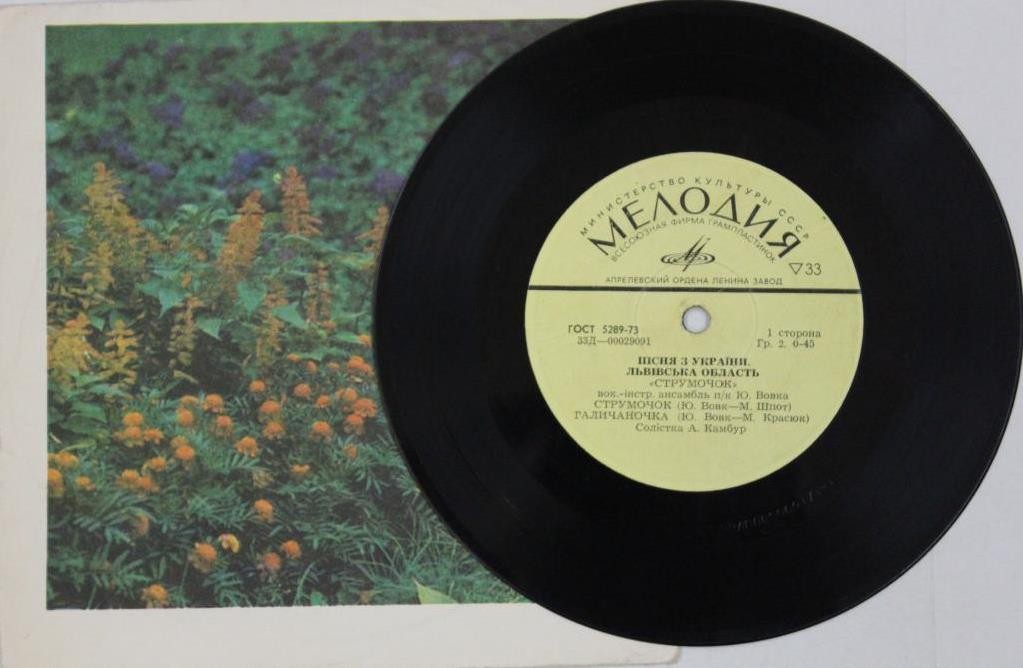 МИНИСТЕРСТВО КУЛЬТУРЫ СССР
МЕЛОДИЯ
ВСЕСОЮЗНАЯ ФИРМА ГРАМПЛАСТИНОК
▽33
АПРЕЛЕВСКИЙ ОРДЕНА ЛЕНИНА ЗАВОД
ГОСТ 5289-73
33Д—00029091
1 сторона
Гр. 2. 0-45
ПІСНЯ З УКРАЇНИ.
ЛЬВІВСЬКА ОБЛАСТЬ
«СТРУМОЧОК»
вок.-інстр. ансамбль п/к Ю. Вовка
СТРУМОЧОК (Ю. Вовк—М. Шпот)
ГАЛИЧАНОЧКА (Ю. Вовк—М. Красюк)
Солістка А. Камбур